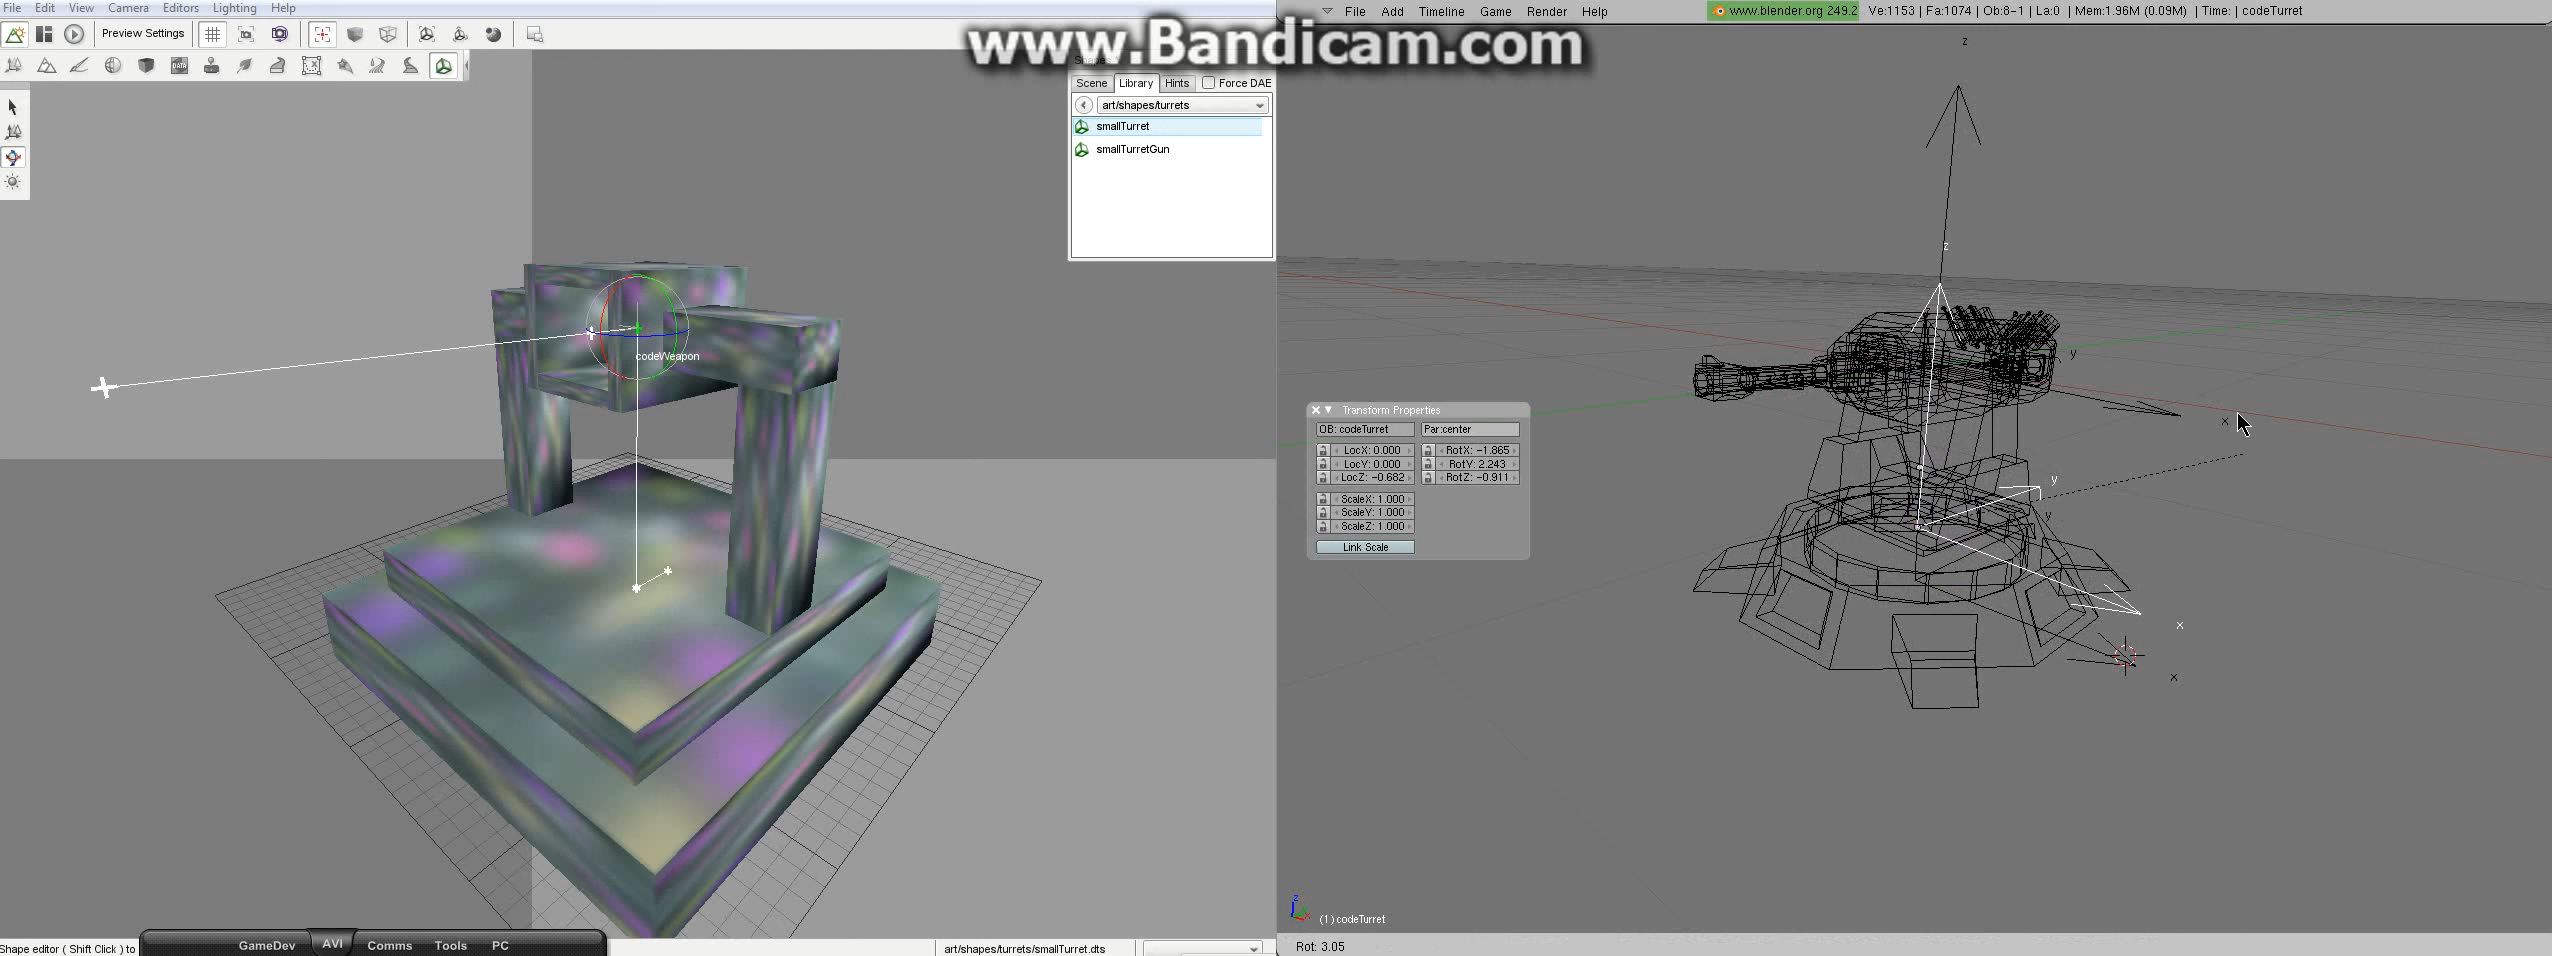 File Edit View Camera Editors Lighting Help
File Add Timeline Game Render Help
www.blender.org 249.2 Ve:1153 | Fa:1074 | Ob:8-1 | La:0 | Mem:1.96M (0.09M) | Time: | codeTurret
Preview Settings
www.Bandicam.com
Shapes
Scene Library Hints Force DAE
art/shapes/turrets
smallTurret
smallTurretGun
DATA
codeWeapon
z
z
y
x
y
y
x
x
Transform Properties
OB: codeTurret Par:center
LocX: 0.000 RotX: -1.865
LocY: 0.000 RotY: 2.243
LocZ: -0.682 RotZ: -0.911
ScaleX: 1.000
ScaleY: 1.000
ScaleZ: 1.000
Link Scale
z
(1) codeTurret
Shape editor ( Shift Click ) to
GameDev AVI Comms Tools PC
art/shapes/turrets/smallTurret.dts
Rot: 3.05